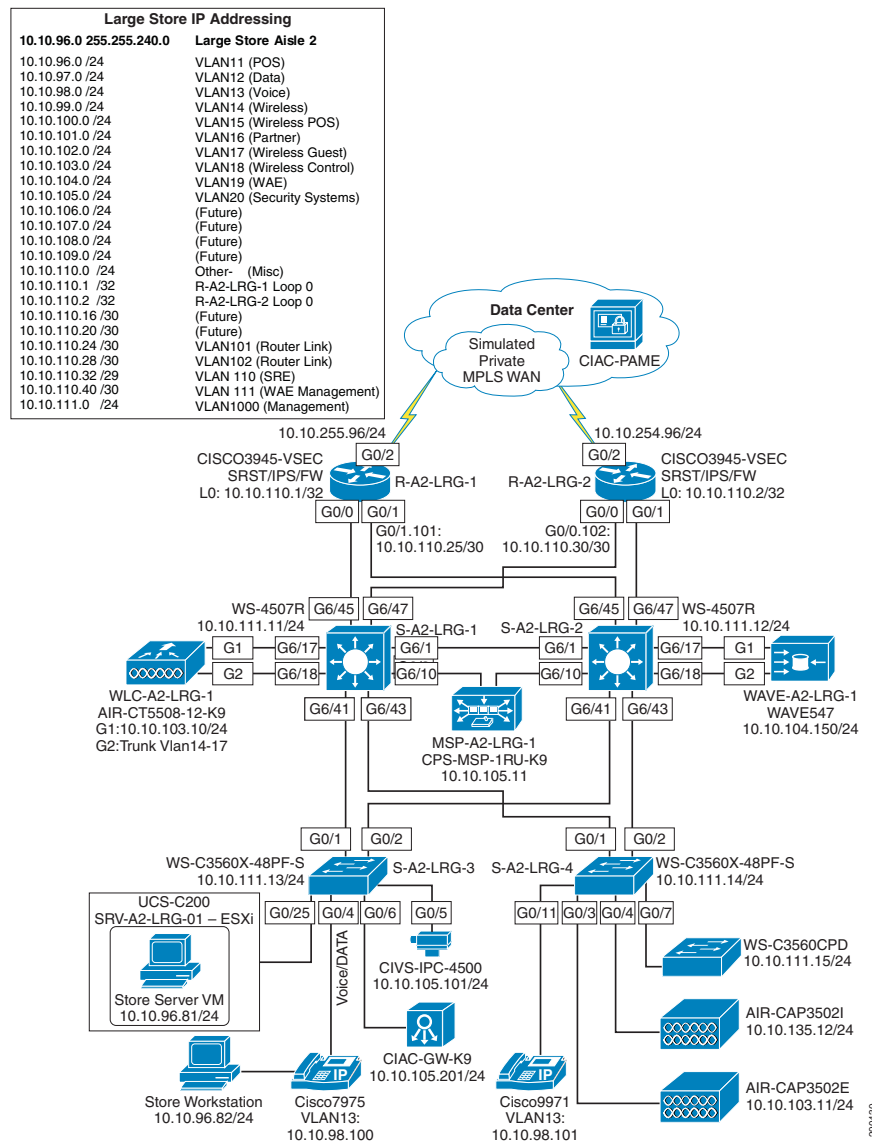 Large Store IP Addressing
10.10.96.0 255.255.240.0 Large Store Aisle 2
10.10.96.0 /24 VLAN11 (POS)
10.10.97.0 /24 VLAN12 (Data)
10.10.98.0 /24 VLAN13 (Voice)
10.10.99.0 /24 VLAN14 (Wireless)
10.10.100.0 /24 VLAN15 (Wireless POS)
10.10.101.0 /24 VLAN16 (Partner)
10.10.102.0 /24 VLAN17 (Wireless Guest)
10.10.103.0 /24 VLAN18 (Wireless Control)
10.10.104.0 /24 VLAN19 (WAE)
10.10.105.0 /24 VLAN20 (Security Systems)
10.10.106.0 /24 (Future)
10.10.107.0 /24 (Future)
10.10.108.0 /24 (Future)
10.10.109.0 /24 (Future)
10.10.110.0 /24 Other- (Misc)
10.10.110.1 /32 R-A2-LRG-1 Loop 0
10.10.110.2 /32 R-A2-LRG-2 Loop 0
10.10.110.16 /30 (Future)
10.10.110.20 /30 (Future)
10.10.110.24 /30 VLAN101 (Router Link)
10.10.110.28 /30 VLAN102 (Router Link)
10.10.110.32 /29 VLAN 110 (SRE)
10.10.110.40 /30 VLAN 111 (WAE Management)
10.10.111.0 /24 VLAN1000 (Management)
Data Center
Simulated
Private
MPLS WAN
CIAC-PAME
10.10.255.96/24
10.10.254.96/24
G0/2
G0/2
CISCO3945-VSEC
SRST/IPS/FW
L0: 10.10.110.1/32
R-A2-LRG-1
R-A2-LRG-2
CISCO3945-VSEC
SRST/IPS/FW
L0: 10.10.110.2/32
G0/0
G0/1
G0/0
G0/1
G0/1.101:
10.10.110.25/30
G0/0.102:
10.10.110.30/30
WS-4507R
10.10.111.11/24
G6/45
G6/47
G6/45
G6/47
WS-4507R
10.10.111.12/24
S-A2-LRG-1
S-A2-LRG-2
G1
G6/17
G6/1
G6/1
G6/17
G1
G2
G6/18
G6/10
G6/10
G6/18
G2
WLC-A2-LRG-1
AIR-CT5508-12-K9
G1:10.10.103.10/24
G2:Trunk Vlan14-17
G6/41
G6/43
MSP-A2-LRG-1
CPS-MSP-1RU-K9
10.10.105.11
G6/41
G6/43
WAVE-A2-LRG-1
WAVE547
10.10.104.150/24
G0/1
G0/2
G0/1
G0/2
WS-C3560X-48PF-S
10.10.111.13/24
S-A2-LRG-3
S-A2-LRG-4
WS-C3560X-48PF-S
10.10.111.14/24
UCS-C200
SRV-A2-LRG-01 – ESXi
Store Server VM
10.10.96.81/24
G0/25
G0/4
G0/6
G0/5
G0/11
G0/3
G0/4
G0/7
Voice/DATA
CIVS-IPC-4500
10.10.105.101/24
WS-C3560CPD
10.10.111.15/24
CIAC-GW-K9
10.10.105.201/24
AIR-CAP3502I
10.10.135.12/24
Store Workstation
10.10.96.82/24
IP
Cisco7975
VLAN13:
10.10.98.100
IP
Cisco9971
VLAN13:
10.10.98.101
AIR-CAP3502E
10.10.103.11/24